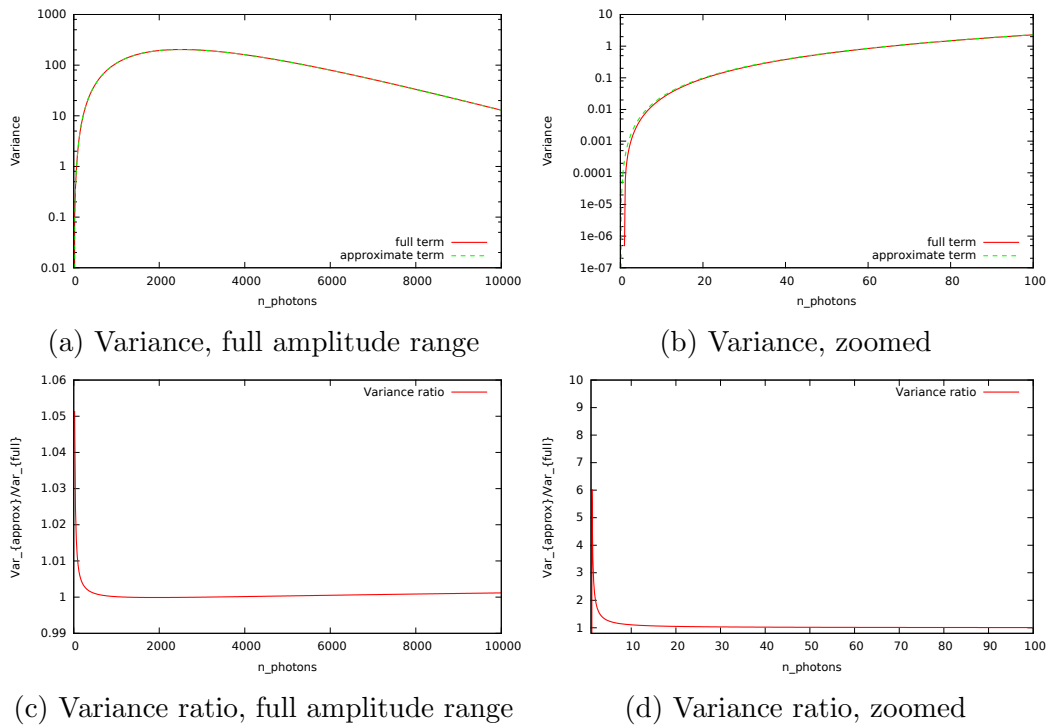 1000
100
10
1
0.1
0.01
Variance
full term
approximate term
0 2000 4000 6000 8000 10000
n_photons
(a) Variance, full amplitude range
10
1
0.1
0.01
0.001
0.0001
1e-05
1e-06
1e-07
Variance
full term
approximate term
0 20 40 60 80 100
n_photons
(b) Variance, zoomed
1.06
1.05
1.04
1.03
1.02
1.01
1
0.99
Var_{approx}/Var_{full}
Variance ratio
0 2000 4000 6000 8000 10000
n_photons
(c) Variance ratio, full amplitude range
10
9
8
7
6
5
4
3
2
1
Var_{approx}/Var_{full}
Variance ratio
10 20 30 40 50 60 70 80 90 100
n_photons
(d) Variance ratio, zoomed